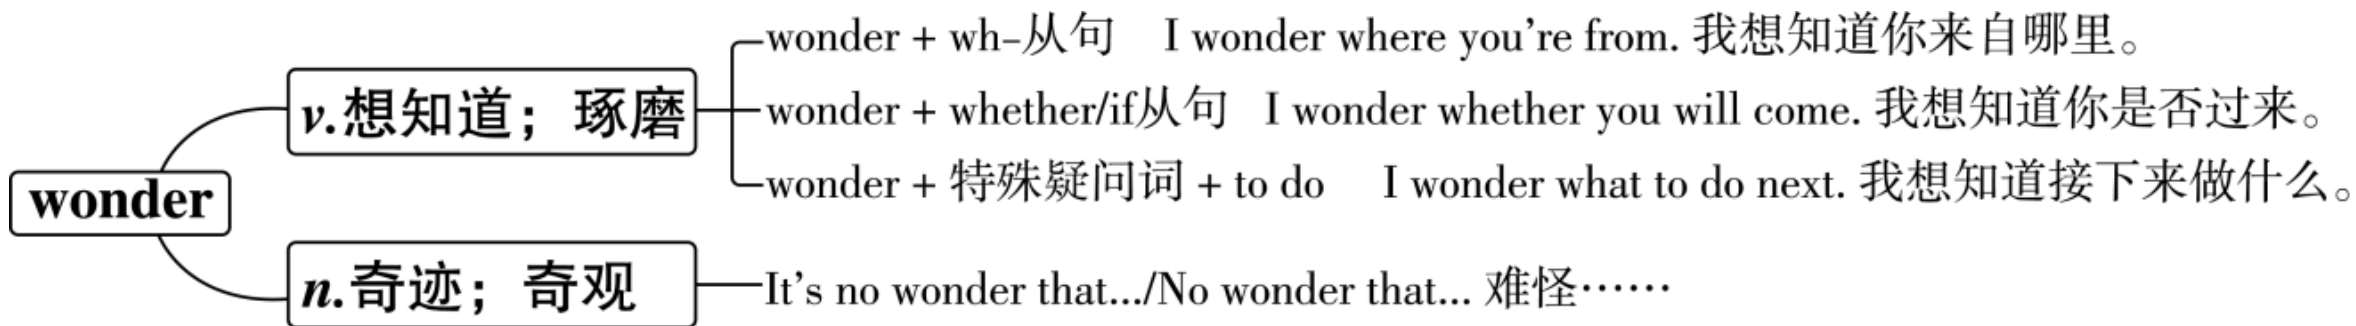 wonder
v.想知道；琢磨
wonder + wh-从句 I wonder where you're from. 我想知道你来自哪里。
wonder + whether/if从句 I wonder whether you will come. 我想知道你是否过来。
wonder + 特殊疑问词 + to do I wonder what to do next. 我想知道接下来做什么。
n.奇迹；奇观
It's no wonder that.../No wonder that... 难怪……